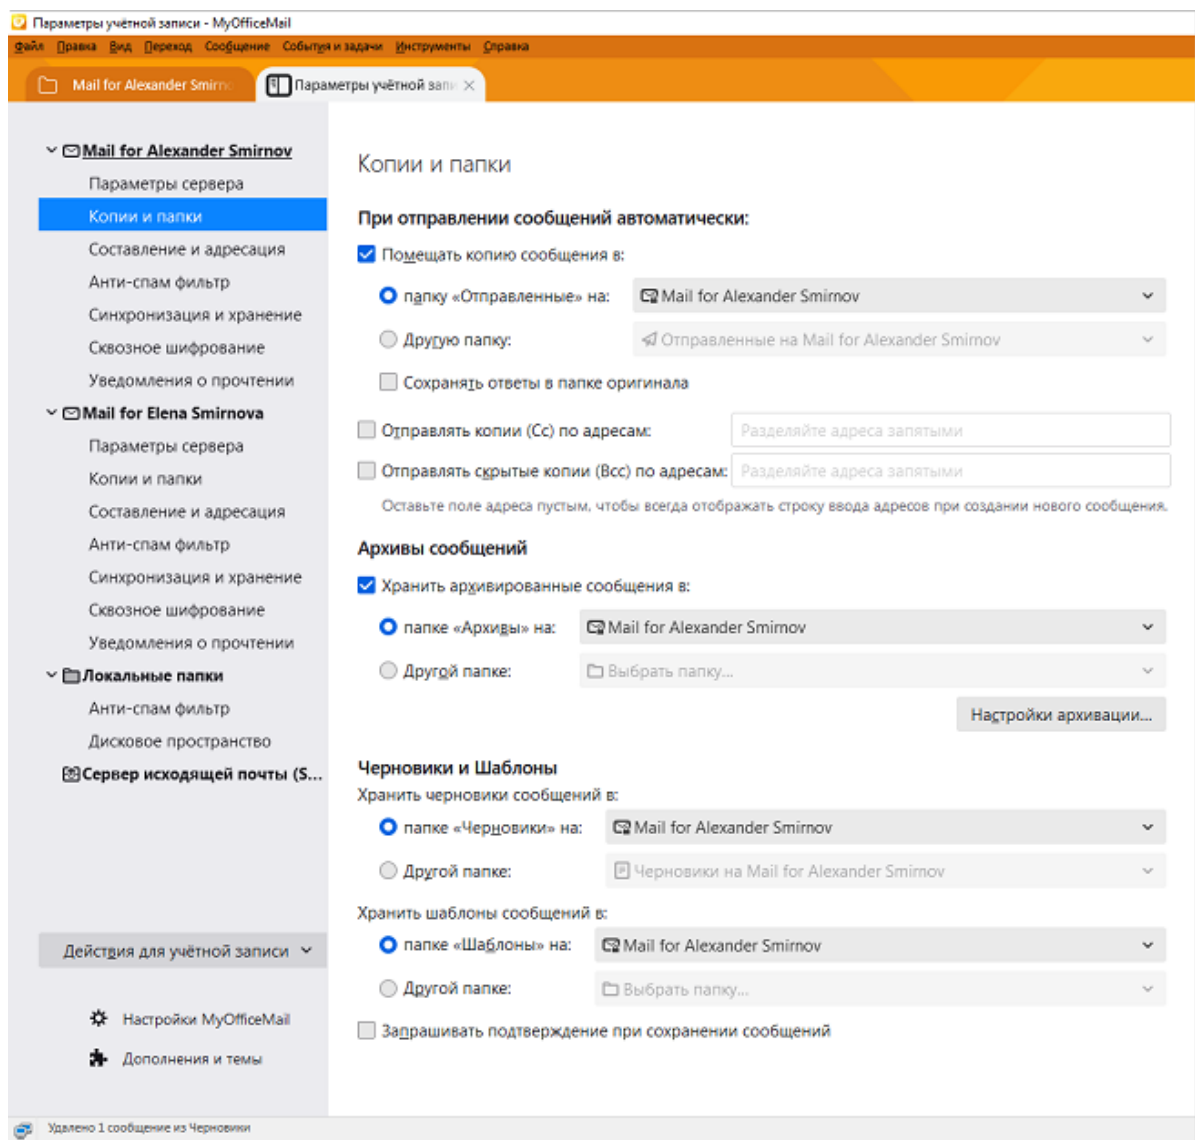 Параметры учётной записи - MyOfficeMail
Файл Правка Вид Переход Сообщение События и задачи Инструменты Справка
Mail for Alexander Smirno
Параметры учётной запи
Mail for Alexander Smirnov
Параметры сервера
Копии и папки
Составление и адресация
Анти-спам фильтр
Синхронизация и хранение
Сквозное шифрование
Уведомления о прочтении
Mail for Elena Smirnova
Параметры сервера
Копии и папки
Составление и адресация
Анти-спам фильтр
Синхронизация и хранение
Сквозное шифрование
Уведомления о прочтении
Локальные папки
Анти-спам фильтр
Дисковое пространство
Сервер исходящей почты (S...
Действия для учётной записи
Настройки MyOfficeMail
Дополнения и темы
Копии и папки
При отправлении сообщений автоматически:
Помещать копию сообщения в:
папку «Отправленные» на: Mail for Alexander Smirnov
Другую папку: Отправленные на Mail for Alexander Smirnov
Сохранять ответы в папке оригинала
Отправлять копии (Cc) по адресам: Разделяйте адреса запятыми
Отправлять скрытые копии (Bcc) по адресам: Разделяйте адреса запятыми
Оставьте поле адреса пустым, чтобы всегда отображать строку ввода адресов при создании нового сообщения.
Архивы сообщений
Хранить архивированные сообщения в:
папке «Архивы» на: Mail for Alexander Smirnov
Другой папке: Выбрать папку...
Настройки архивации...
Черновики и Шаблоны
Хранить черновики сообщений в:
папке «Черновики» на: Mail for Alexander Smirnov
Другой папке: Черновики на Mail for Alexander Smirnov
Хранить шаблоны сообщений в:
папке «Шаблоны» на: Mail for Alexander Smirnov
Другой папке: Выбрать папку...
Запрашивать подтверждение при сохранении сообщений
Удалено 1 сообщение из Черновики